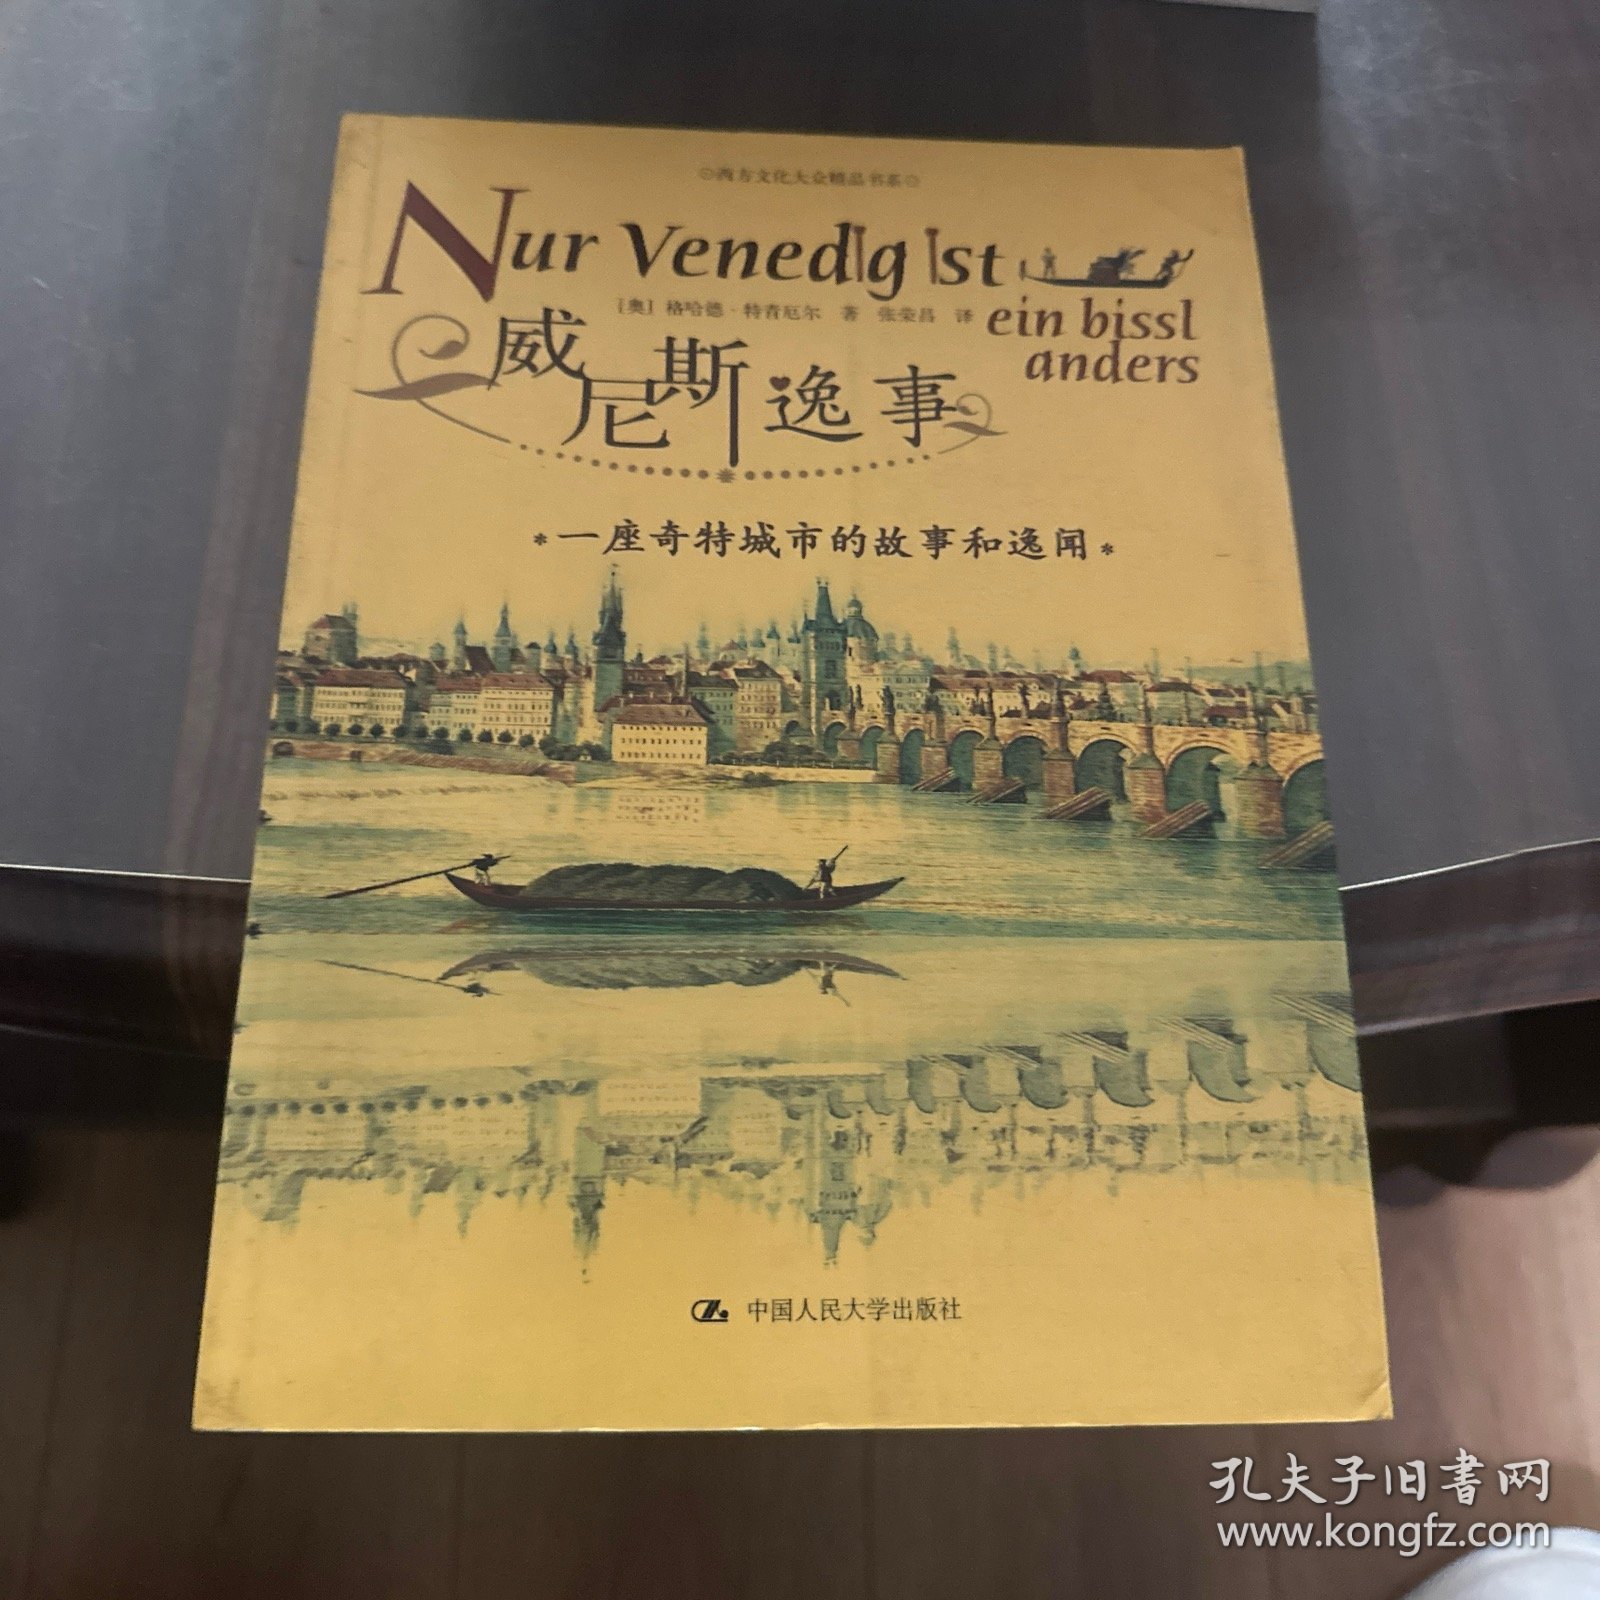 西方文化大众精品书系
Nur Venedig Ist
ein bissl
anders
[奥] 格哈德·特肯厄尔 著 张荣昌 译
威尼斯逸事
*一座奇特城市的故事和逸闻*
中国人民大学出版社
孔夫子旧书网
www.kongfz.com